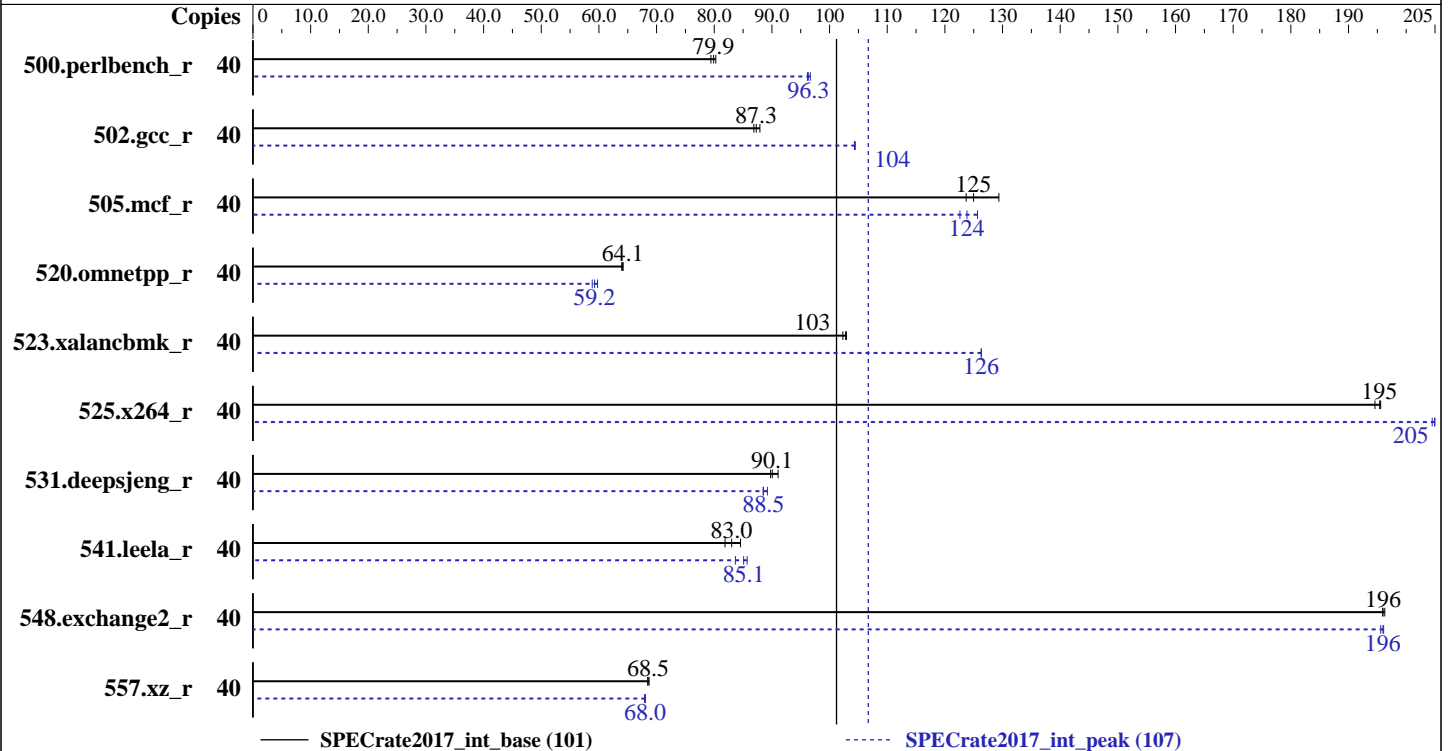 Copies 0 10.0 20.0 30.0 40.0 50.0 60.0 70.0 80.0 90.0 100 110 120 130 140 150 160 170 180 190 205
500.perlbench_r 40 79.9
96.3
502.gcc_r 40 87.3
104
505.mcf_r 40 125
124
520.omnetpp_r 40 64.1
59.2
523.xalancbmk_r 40 103
126
525.x264_r 40 195
205
531.deepsjeng_r 40 90.1
88.5
541.leela_r 40 83.0
85.1
548.exchange2_r 40 196
196
557.xz_r 40 68.5
68.0
SPECrate2017_int_base (101) SPECrate2017_int_peak (107)